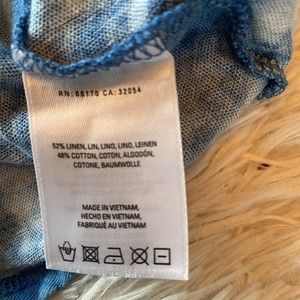 RN: 66170 CA: 32054
52% LINEN, LIN, LINO, LINO, LEINEN
48% COTTON, COTON, ALGODÓN,
COTONE, BAUMWOLLE
MADE IN VIETNAM,
HECHO EN VIETNAM,
FABRIQUÉ AU VIETNAM